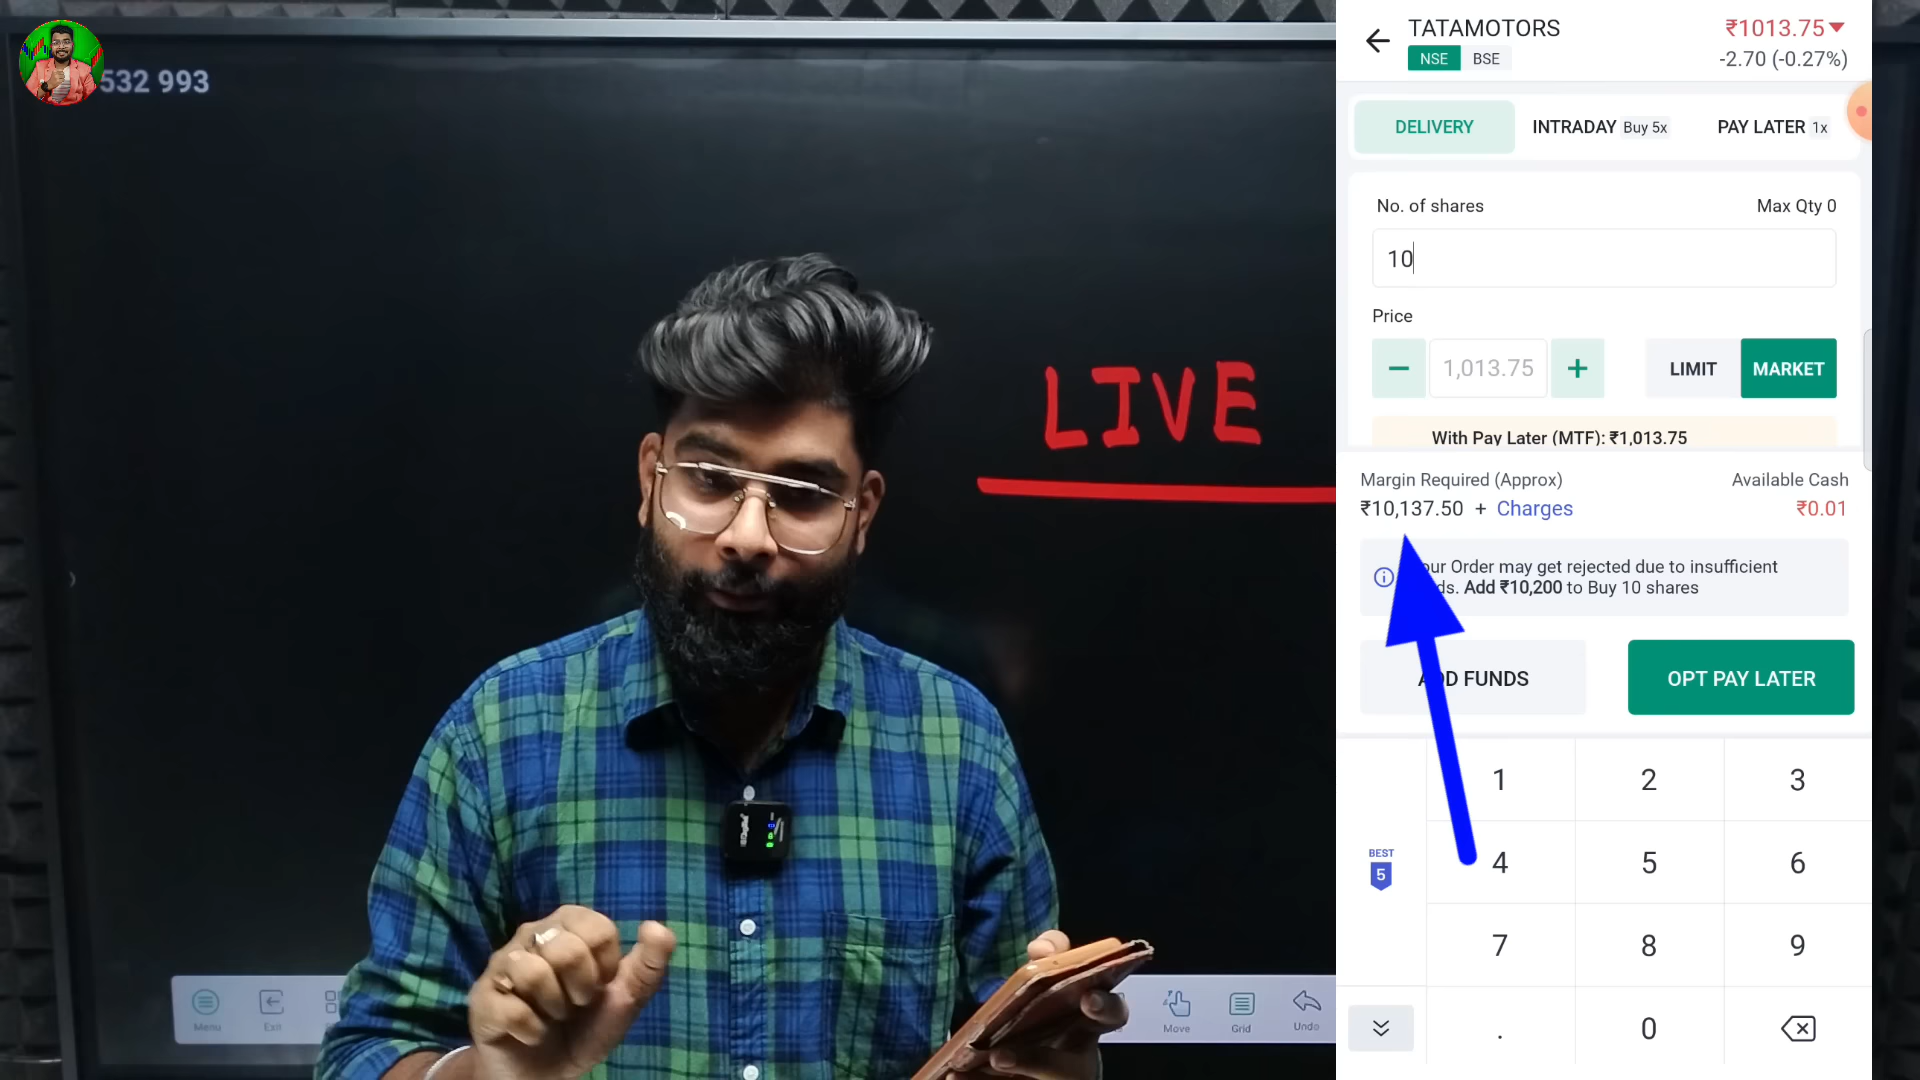 532 993
LIVE
Menu
Exit
Move
Grid
Undo
TATAMOTORS
₹1013.75
NSE BSE
-2.70 (-0.27%)
DELIVERY
INTRADAY Buy 5x
PAY LATER 1x
No. of shares
Max Qty 0
10
Price
1,013.75
LIMIT
MARKET
With Pay Later (MTF): ₹1,013.75
Margin Required (Approx)
Available Cash
₹10,137.50 + Charges
₹0.01
Order may get rejected due to insufficient
Add ₹10,200 to Buy 10 shares
FUNDS
OPT PAY LATER
1 2 3
BEST
5
4 5 6
7 8 9
. 0